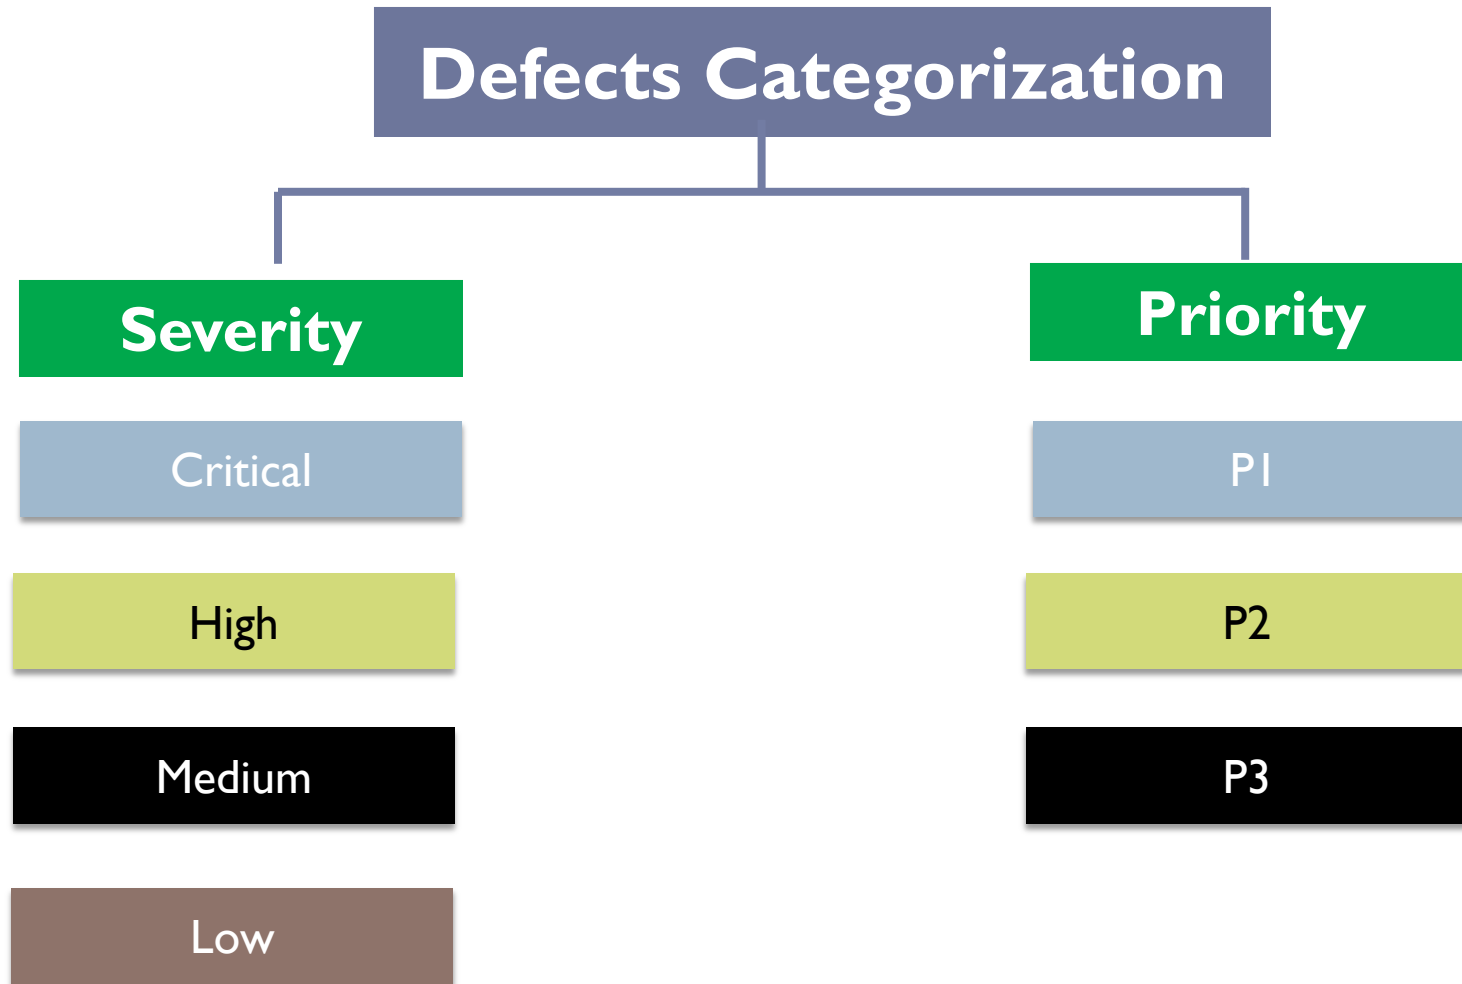 Defects Categorization
Severity
Priority
Critical
P1
High
P2
Medium
P3
Low